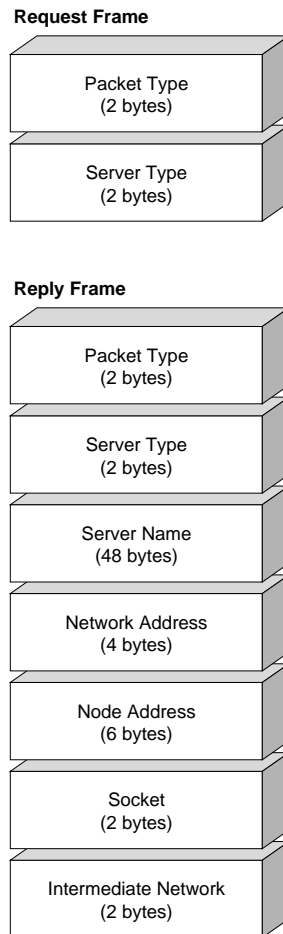 Request Frame
Packet Type
(2 bytes)
Server Type
(2 bytes)
Reply Frame
Packet Type
(2 bytes)
Server Type
(2 bytes)
Server Name
(48 bytes)
Network Address
(4 bytes)
Node Address
(6 bytes)
Socket
(2 bytes)
Intermediate Network
(2 bytes)